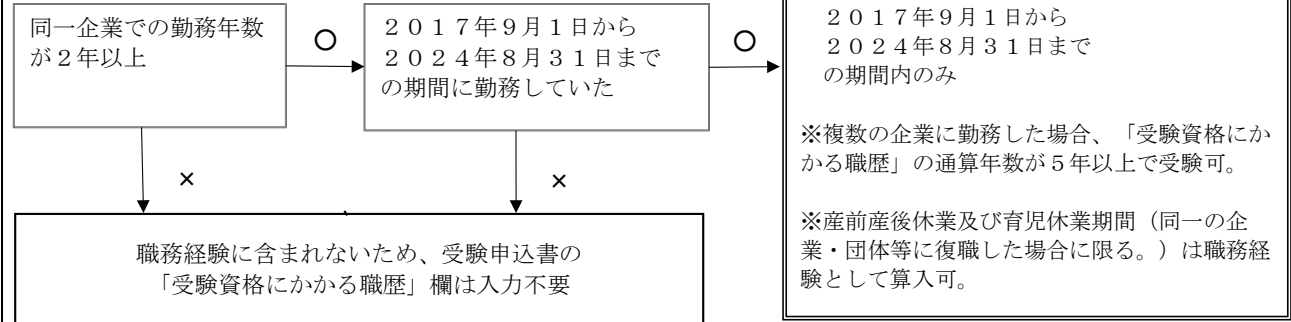 同一企業での勤務年数
が２年以上
○
２０１７年９月１日から
２０２４年８月３１日まで
の期間に勤務していた
○
２０１７年９月１日から
２０２４年８月３１日まで
の期間内のみ
※複数の企業に勤務した場合、「受験資格にか
かる職歴」の通算年数が５年以上で受験可。
※産前産後休業及び育児休業期間（同一の企
業・団体等に復職した場合に限る。）は職務経
験として算入可。
×
×
職務経験に含まれないため、受験申込書の
「受験資格にかかる職歴」欄は入力不要